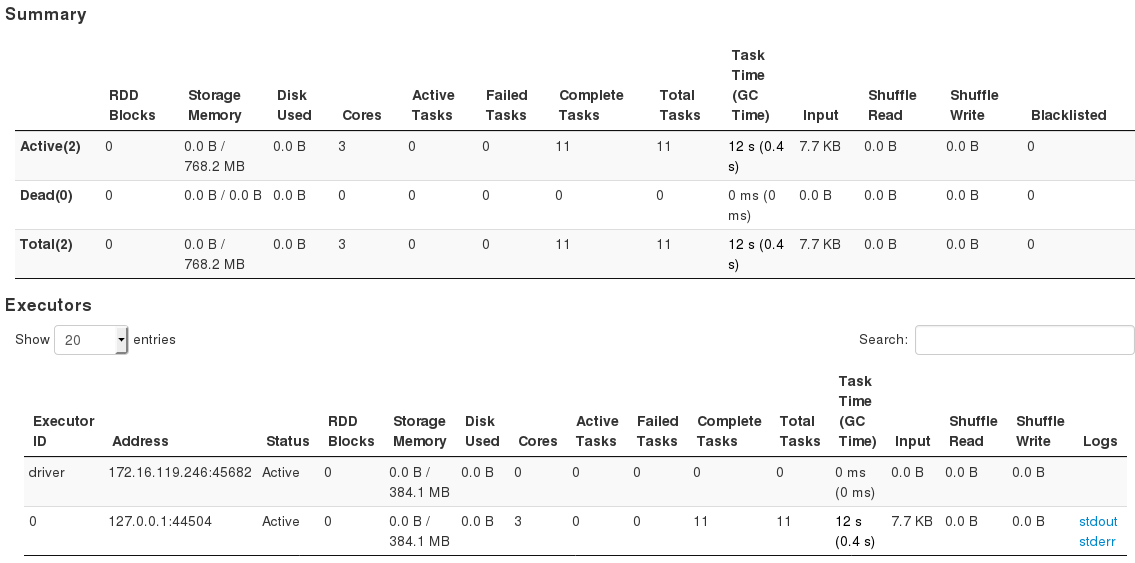 Summary
RDD Blocks Storage Memory Disk Used Cores Active Tasks Failed Tasks Complete Tasks Total Tasks Task Time (GC Time) Input Shuffle Read Shuffle Write Blacklisted
Active(2) 0 0.0 B / 768.2 MB 0.0 B 3 0 0 11 11 12 s (0.4 s) 7.7 KB 0.0 B 0.0 B 0
Dead(0) 0 0.0 B / 0.0 B 0.0 B 0 0 0 0 0 0 ms (0 ms) 0.0 B 0.0 B 0.0 B 0
Total(2) 0 0.0 B / 768.2 MB 0.0 B 3 0 0 11 11 12 s (0.4 s) 7.7 KB 0.0 B 0.0 B 0
Executors
Show 20 entries Search:
Executor ID Address Status RDD Blocks Storage Memory Disk Used Cores Active Tasks Failed Tasks Complete Tasks Total Tasks Task Time (GC Time) Input Shuffle Read Shuffle Write Logs
driver 172.16.119.246:45682 Active 0 0.0 B / 384.1 MB 0.0 B 0 0 0 0 0 0 ms (0 ms) 0.0 B 0.0 B 0.0 B
0 127.0.0.1:44504 Active 0 0.0 B / 384.1 MB 0.0 B 3 0 0 11 11 12 s (0.4 s) 7.7 KB 0.0 B 0.0 B stdout stderr